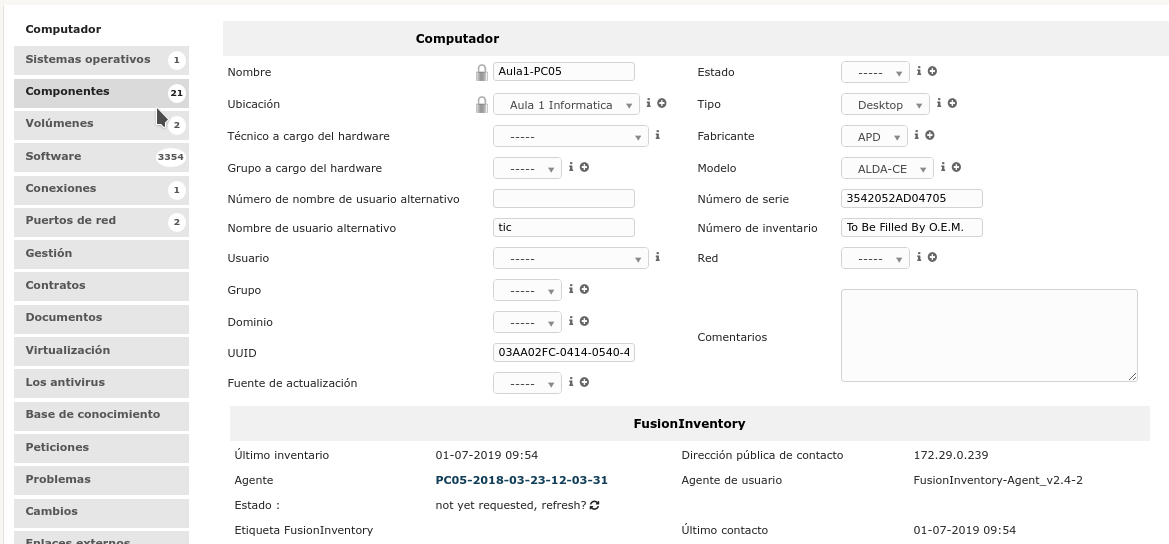 Computador
Sistemas operativos 1
Componentes 21
Volúmenes 2
Software 3354
Conexiones 1
Puertos de red 2
Gestión
Contratos
Documentos
Virtualización
Los antivirus
Base de conocimiento
Peticiones
Problemas
Cambios
Enlaces externos
Computador
Nombre Aula1-PC05 Estado -----
Ubicación Aula 1 Informatica Tipo Desktop
Técnico a cargo del hardware ----- Fabricante APD
Grupo a cargo del hardware ----- Modelo ALDA-CE
Número de nombre de usuario alternativo Número de serie 3542052AD04705
Nombre de usuario alternativo tic Número de inventario To Be Filled By O.E.M.
Usuario ----- Red -----
Grupo -----
Dominio -----
UUID 03AA02FC-0414-0540-4 Comentarios
Fuente de actualización -----
FusionInventory
Último inventario 01-07-2019 09:54 Dirección pública de contacto 172.29.0.239
Agente PC05-2018-03-23-12-03-31 Agente de usuario FusionInventory-Agent_v2.4-2
Estado : not yet requested, refresh?
Etiqueta FusionInventory Último contacto 01-07-2019 09:54